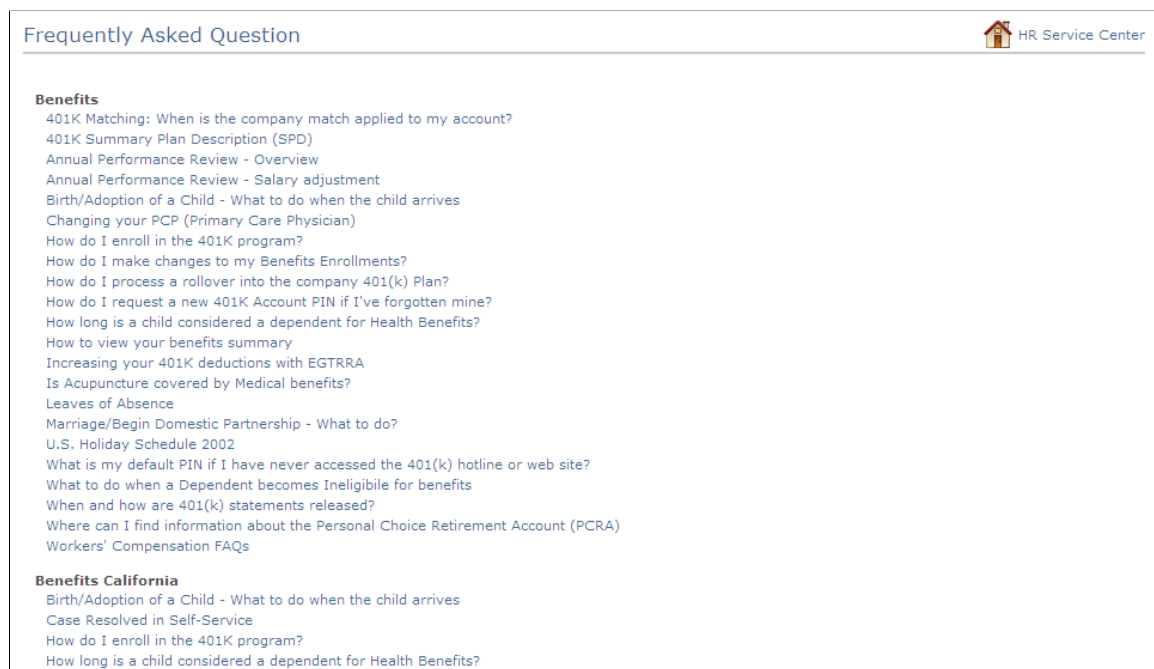 Frequently Asked Question
HR Service Center
Benefits
401K Matching: When is the company match applied to my account?
401K Summary Plan Description (SPD)
Annual Performance Review - Overview
Annual Performance Review - Salary adjustment
Birth/Adoption of a Child - What to do when the child arrives
Changing your PCP (Primary Care Physician)
How do I enroll in the 401K program?
How do I make changes to my Benefits Enrollments?
How do I process a rollover into the company 401(k) Plan?
How do I request a new 401K Account PIN if I've forgotten mine?
How long is a child considered a dependent for Health Benefits?
How to view your benefits summary
Increasing your 401K deductions with EGTRRA
Is Acupuncture covered by Medical benefits?
Leaves of Absence
Marriage/Begin Domestic Partnership - What to do?
U.S. Holiday Schedule 2002
What is my default PIN if I have never accessed the 401(k) hotline or web site?
What to do when a Dependent becomes Ineligibile for benefits
When and how are 401(k) statements released?
Where can I find information about the Personal Choice Retirement Account (PCRA)
Workers' Compensation FAQs
Benefits California
Birth/Adoption of a Child - What to do when the child arrives
Case Resolved in Self-Service
How do I enroll in the 401K program?
How long is a child considered a dependent for Health Benefits?